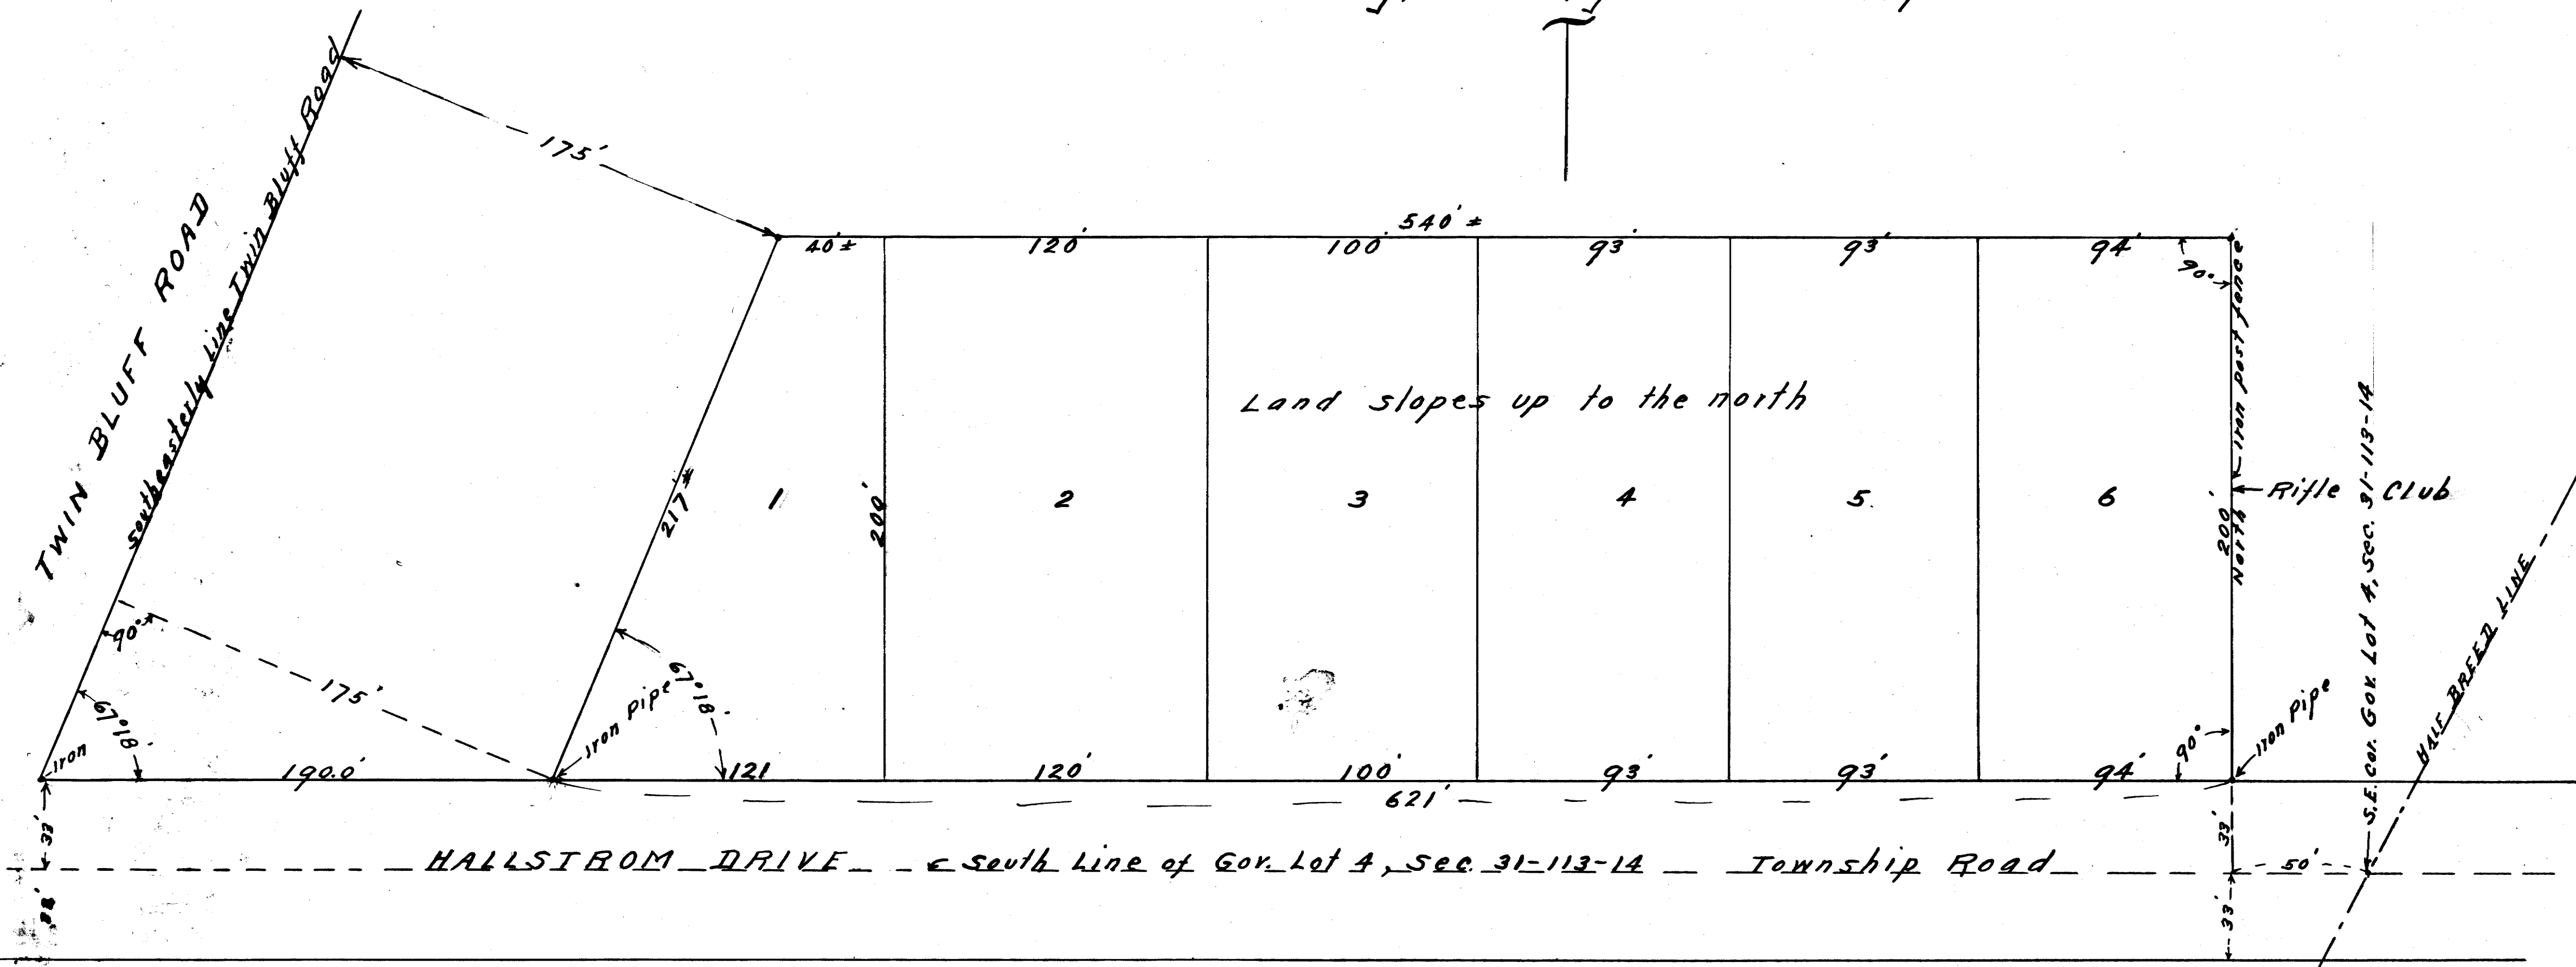 TWIN BLUFF ROAD
Southeasterly Line Twin Bluff Road
175'
540' ±
40' ±
120'
100'
93'
93'
94'
90°
Land slopes up to the north
217' ±
1
200'
2
3
4
5
6
200'
North
Iron post fence
Rifle Club
S.E. Cor. Gov. Lot 4, Sec. 31-113-14
HALF BREED LINE
90°
175'
67°18'
Iron
67°18'
Iron Pipe
90°
Iron Pipe
190.0'
121
120'
100'
93'
93'
94'
621'
33'
33'
HALLSTROM DRIVE
South Line of Gov. Lot 4, Sec. 31-113-14
Township Road
50'
33'
33'